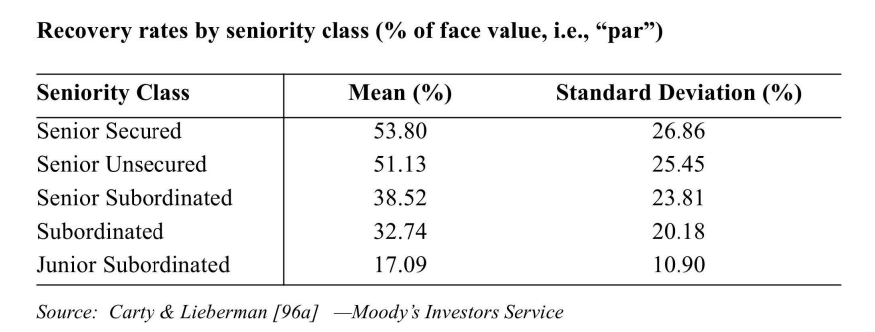 Recovery rates by seniority class (% of face value, i.e., “par”)
Seniority Class Mean (%) Standard Deviation (%)
Senior Secured 53.80 26.86
Senior Unsecured 51.13 25.45
Senior Subordinated 38.52 23.81
Subordinated 32.74 20.18
Junior Subordinated 17.09 10.90
Source: Carty & Lieberman [96a] —Moody’s Investors Service